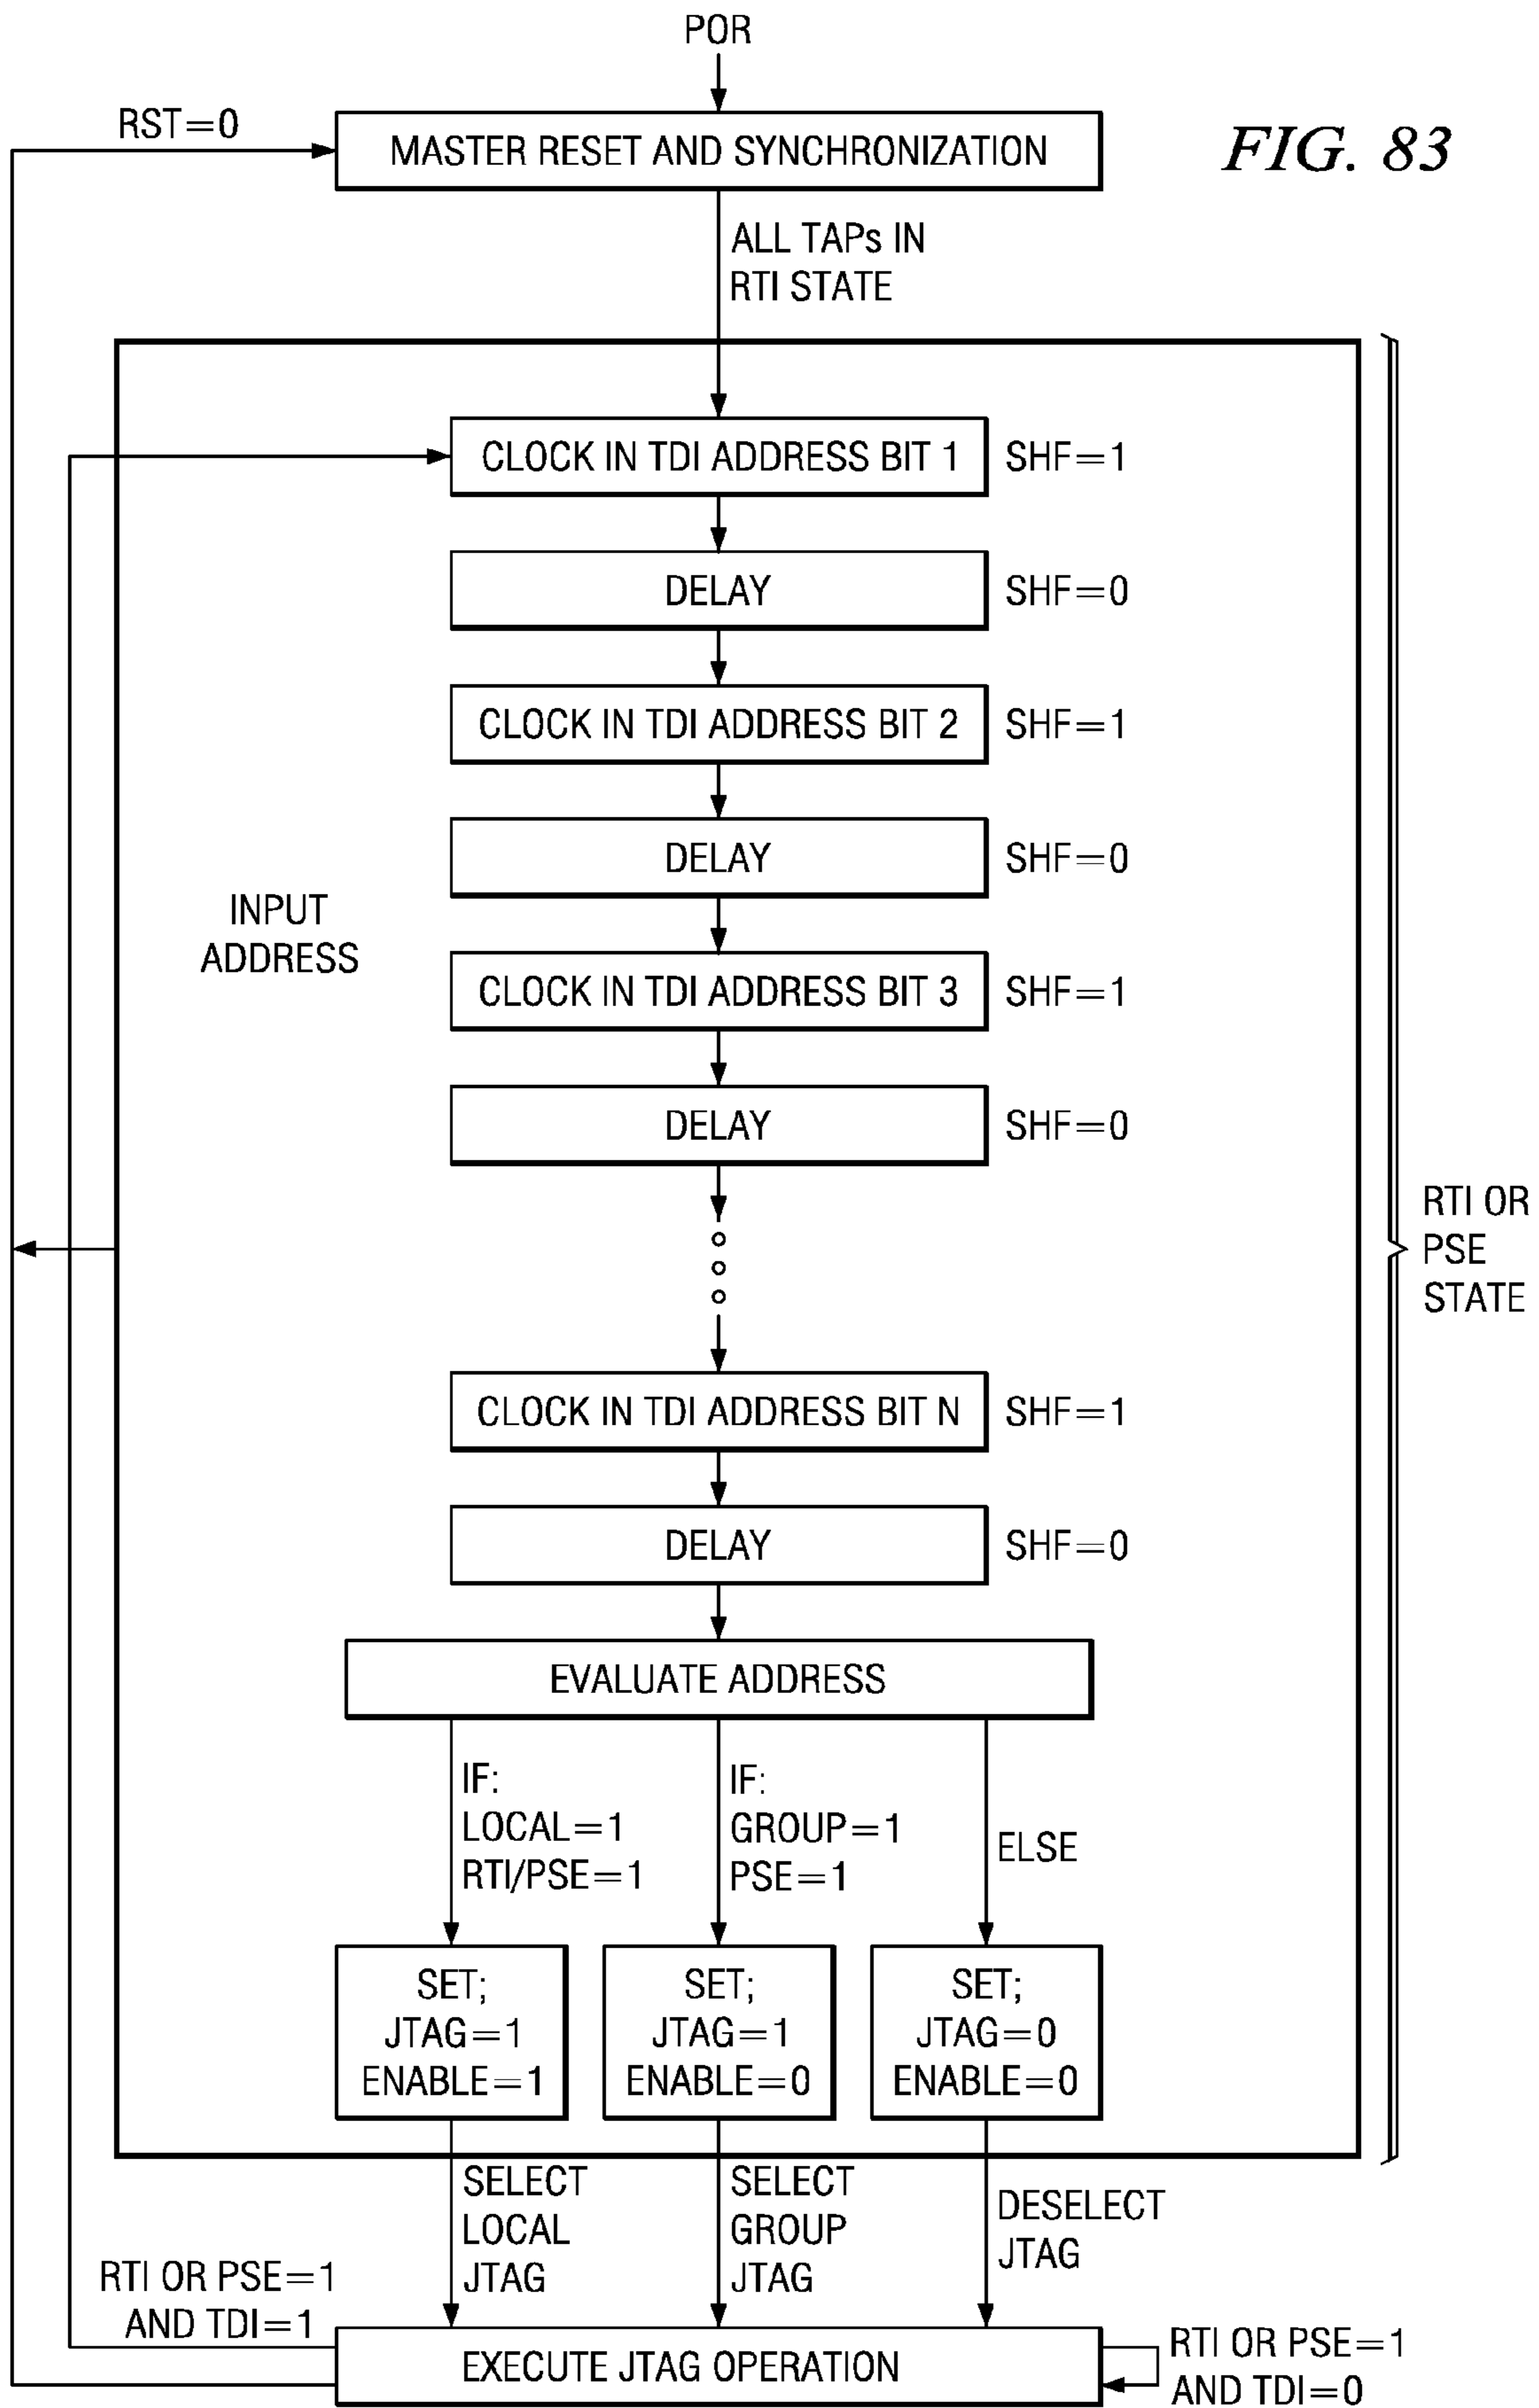 POR
RST=0
MASTER RESET AND SYNCHRONIZATION
FIG. 83
ALL TAPs IN
RTI STATE
CLOCK IN TDI ADDRESS BIT 1
SHF=1
DELAY
SHF=0
CLOCK IN TDI ADDRESS BIT 2
SHF=1
DELAY
SHF=0
INPUT
ADDRESS
CLOCK IN TDI ADDRESS BIT 3
SHF=1
DELAY
SHF=0
RTI OR
PSE
STATE
CLOCK IN TDI ADDRESS BIT N
SHF=1
DELAY
SHF=0
EVALUATE ADDRESS
IF:
LOCAL=1
RTI/PSE=1
IF:
GROUP=1
PSE=1
ELSE
SET;
JTAG=1
ENABLE=1
SET;
JTAG=1
ENABLE=0
SET;
JTAG=0
ENABLE=0
SELECT
LOCAL
JTAG
SELECT
GROUP
JTAG
DESELECT
JTAG
RTI OR PSE=1
AND TDI=1
EXECUTE JTAG OPERATION
RTI OR PSE=1
AND TDI=0